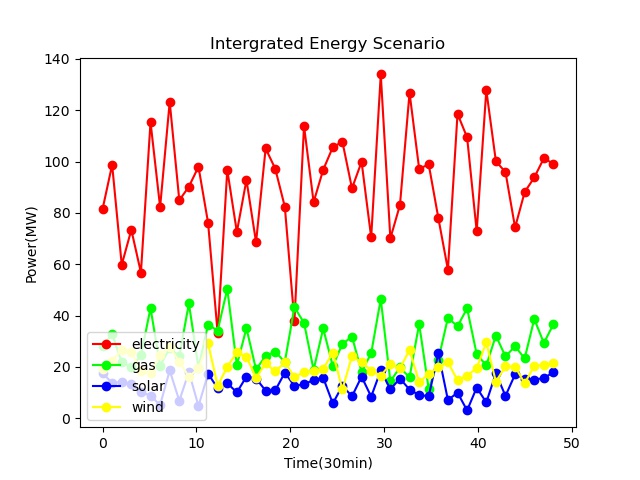 Intergrated Energy Scenario
Power(MW)
140
120
100
80
60
40
20
0
electricity
gas
solar
wind
0 10 20 30 40 50
Time(30min)